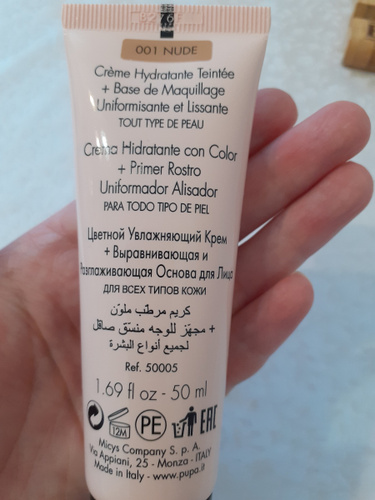 001 NUDE
Crème Hydratante Teintée
+ Base de Maquillage
Uniformisante et Lissante
TOUT TYPE DE PEAU
Crema Hidratante con Color
+ Primer Rostro
Uniformador Alisador
PARA TODO TIPO DE PIEL
Цветной Увлажняющий Крем
+ Выравнивающая и
Разглаживающая Основа для Лица
ДЛЯ ВСЕХ ТИПОВ КОЖИ
كريم مرطّب ملوّن
+ مجهّز للوجه منسّق صاقل
لجميع أنواع البشرة
Ref. 50005
1.69 fl oz - 50 ml
12M PE EAC
Micys Company S. p. A.
Via Appiani, 25 - Monza - ITALY
Made in Italy - www.pupa.it